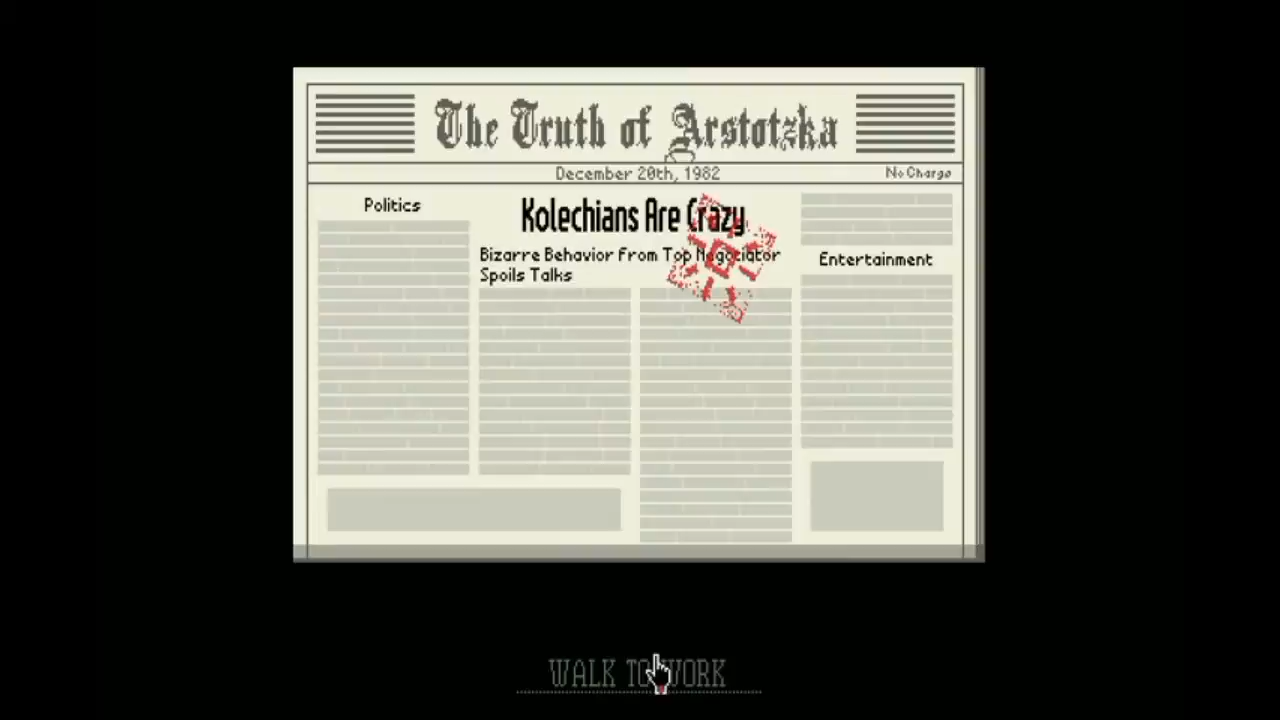 The Truth of Arstotzka
December 20th, 1982
No Charge
Politics
Kolechians Are Crazy
Bizarre Behavior From Top Negotiator
Spoils Talks
Entertainment
WALK TO WORK